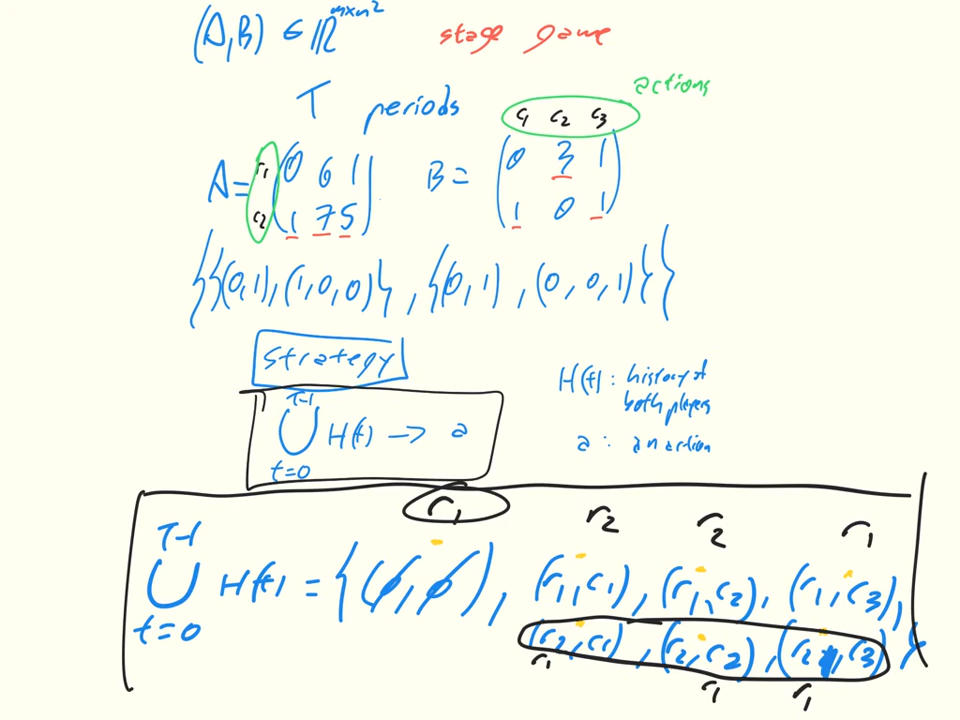 (A,B) ∈ ℝ^{m×n^2} stage game
T periods actions
c1 c2 c3
A = r1 (0 6 1) B = (0 3 1)
c2 (1 7 5) (1 0 1)
{{(0,1),(1,0,0)}, {(0,1),(0,0,1)}}
strategy
H(t): history of
both players
T-1
⋃ H(t) → a
t=0
a: an action
r1 r2 r2 r1
T-1
⋃ H(t) = {(∅,∅), (r1,c1), (r1,c2), (r1,c3),
t=0
(r2,c1), (r2,c2), (r2,c3)}
r1 r1 r1